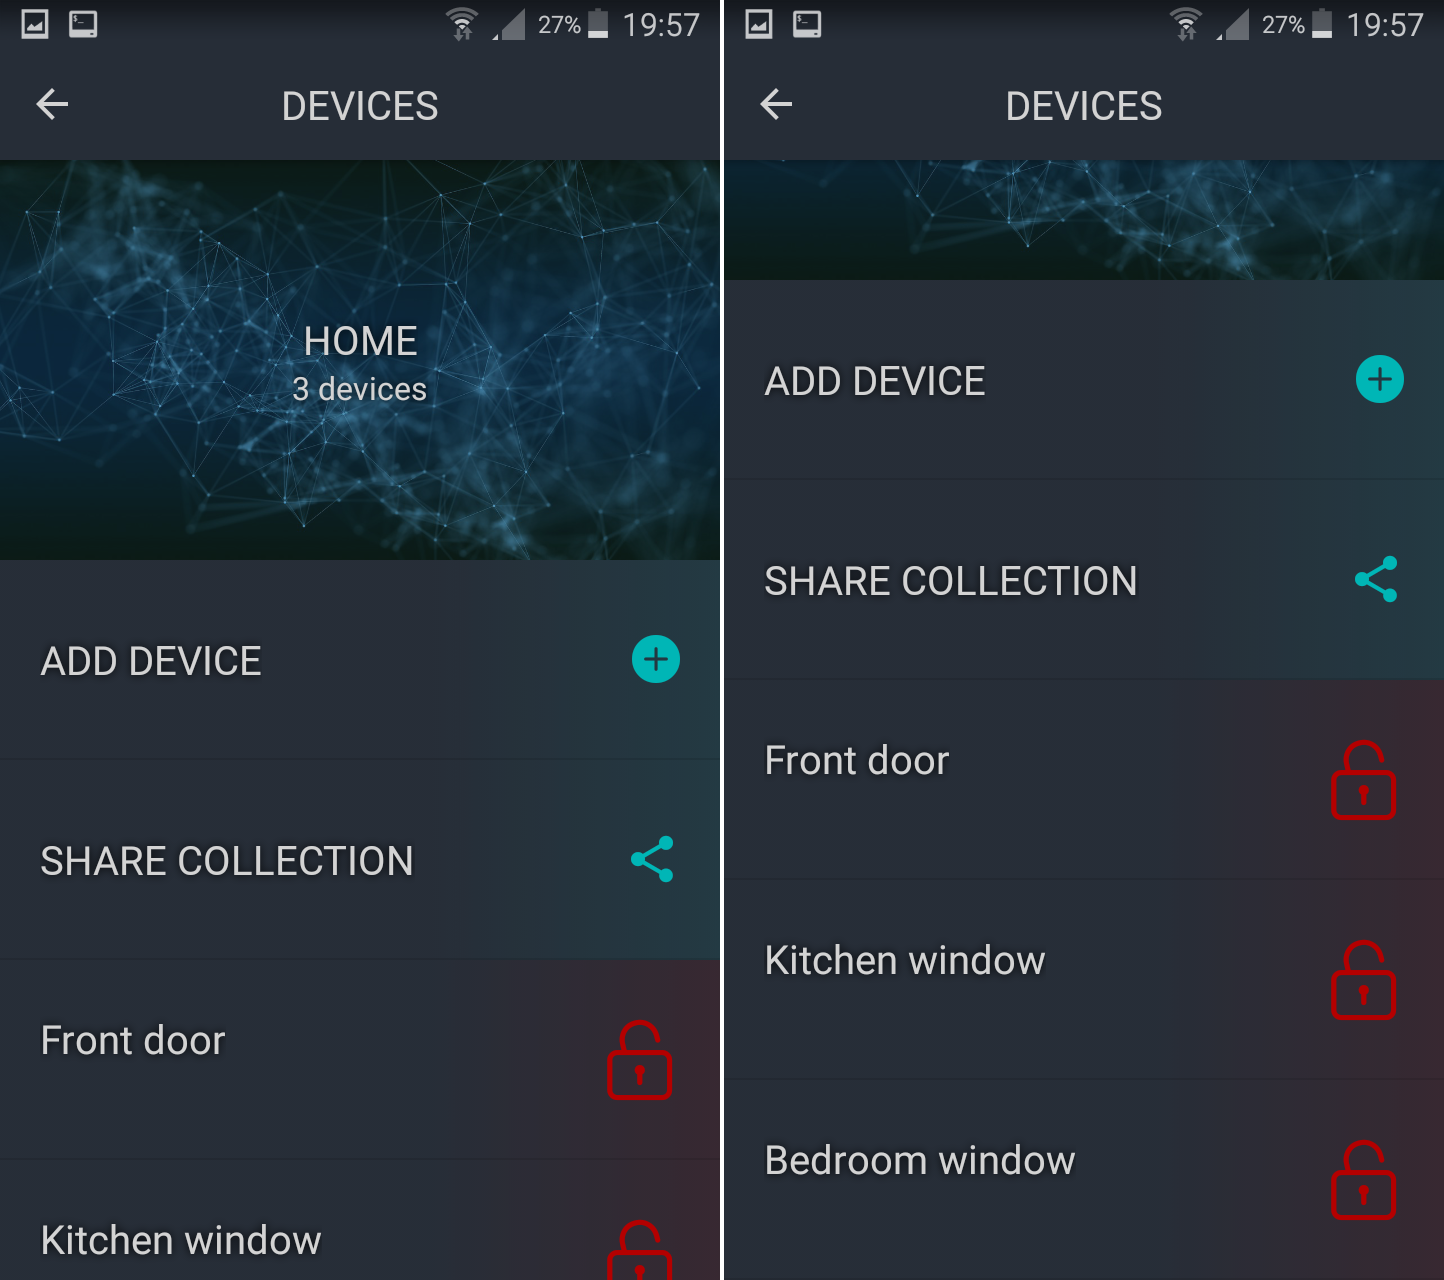 27% 19:57
DEVICES
HOME
3 devices
ADD DEVICE
SHARE COLLECTION
Front door
Kitchen window
27% 19:57
DEVICES
ADD DEVICE
SHARE COLLECTION
Front door
Kitchen window
Bedroom window